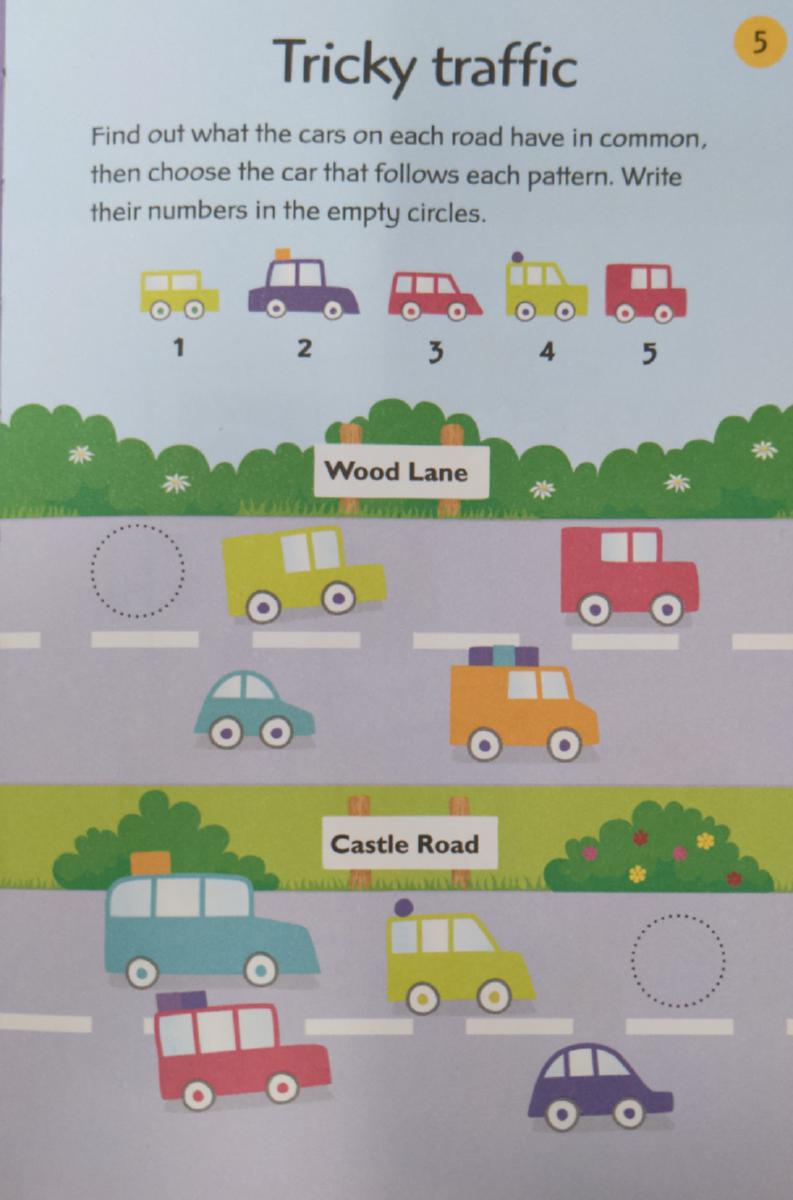 5
Tricky traffic
Find out what the cars on each road have in common,
then choose the car that follows each pattern. Write
their numbers in the empty circles.
1 2 3 4 5
Wood Lane
Castle Road